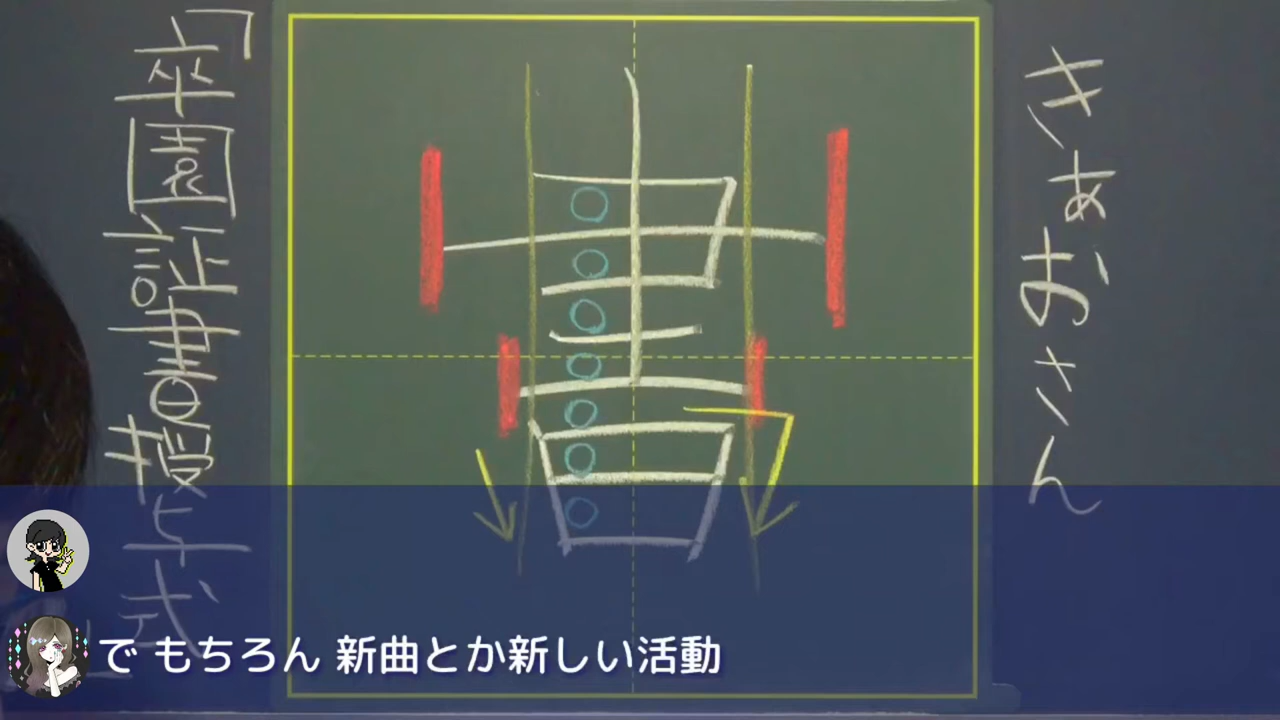 きぁおさん
書
「卒園証書授与式」
で もちろん 新曲とか新しい活動